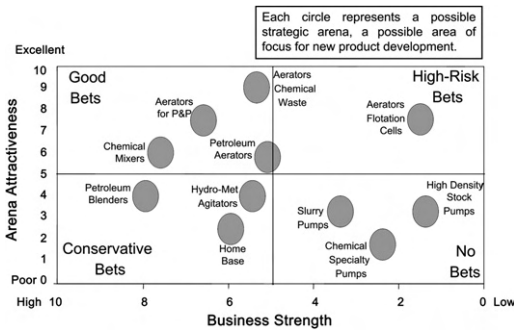 Each circle represents a possible
strategic arena, a possible area of
focus for new product development.
Excellent
10
9
8
7
6
5
4
3
2
1
Poor 0
Arena Attractiveness
Good
Bets
High-Risk
Bets
Aerators
Chemical
Waste
Aerators
for P&P
Aerators
Flotation
Cells
Chemical
Mixers
Petroleum
Aerators
Petroleum
Blenders
Hydro-Met
Agitators
High Density
Stock
Pumps
Slurry
Pumps
Home
Base
Chemical
Specialty
Pumps
Conservative
Bets
No
Bets
High 10 8 6 4 2 0 Low
Business Strength